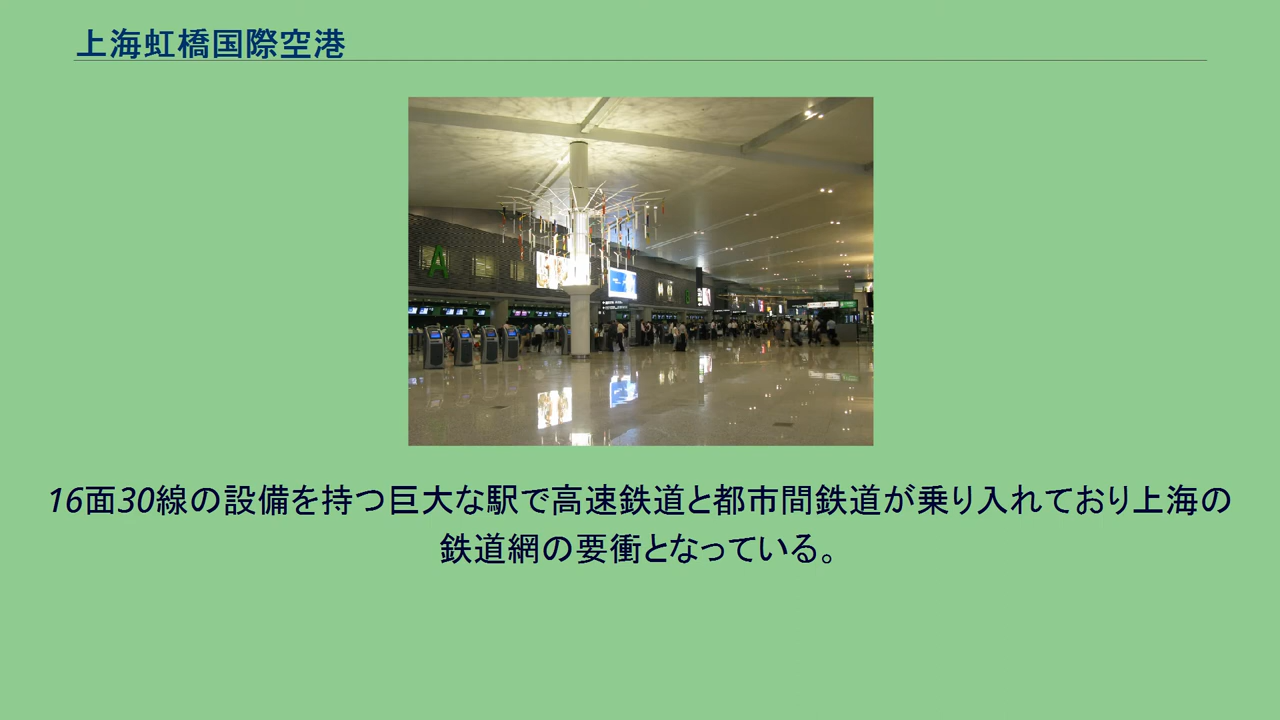 上海虹橋国際空港
A
16面30線の設備を持つ巨大な駅で高速鉄道と都市間鉄道が乗り入れており上海の
鉄道網の要衝となっている。